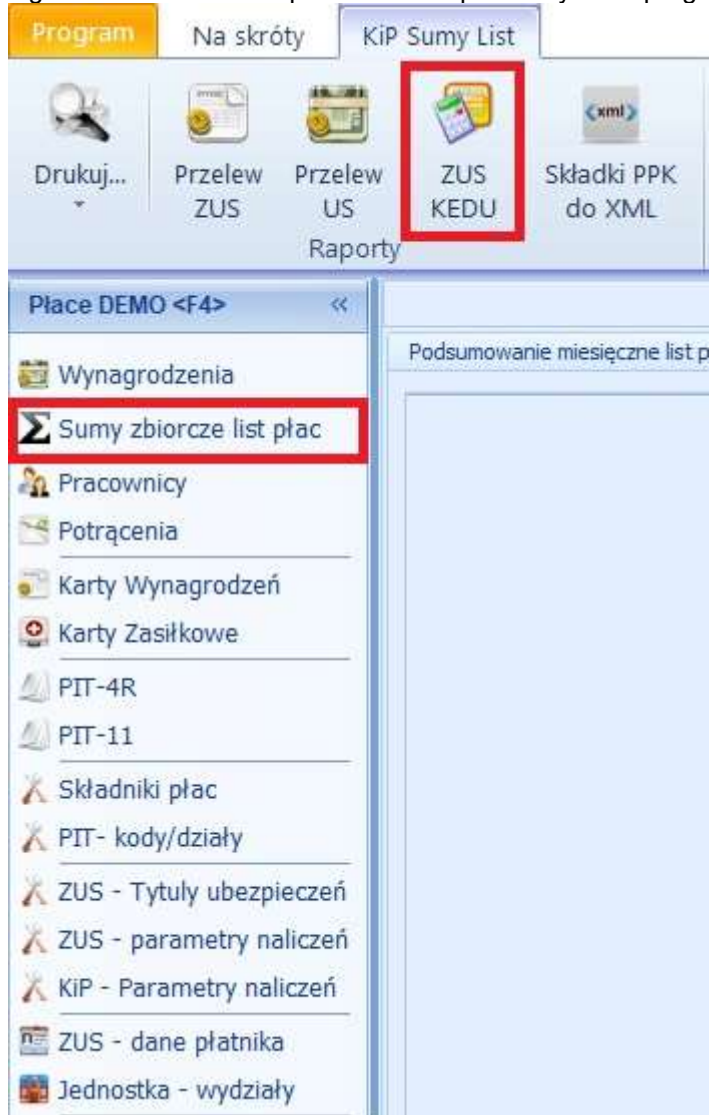 Program Na skróty KiP Sumy List
Drukuj... Przelew ZUS Przelew US ZUS KEDU Składki PPK do XML
<xml>
Raporty
Płace DEMO <F4> «
Podsumowanie miesięczne list p
Wynagrodzenia
Σ Sumy zbiorcze list płac
Pracownicy
Potrącenia
Karty Wynagrodzeń
Karty Zasiłkowe
PIT-4R
PIT-11
Składniki płac
PIT- kody/działy
ZUS - Tytuly ubezpieczeń
ZUS - parametry naliczeń
KiP - Parametry naliczeń
ZUS - dane płatnika
Jednostka - wydziały